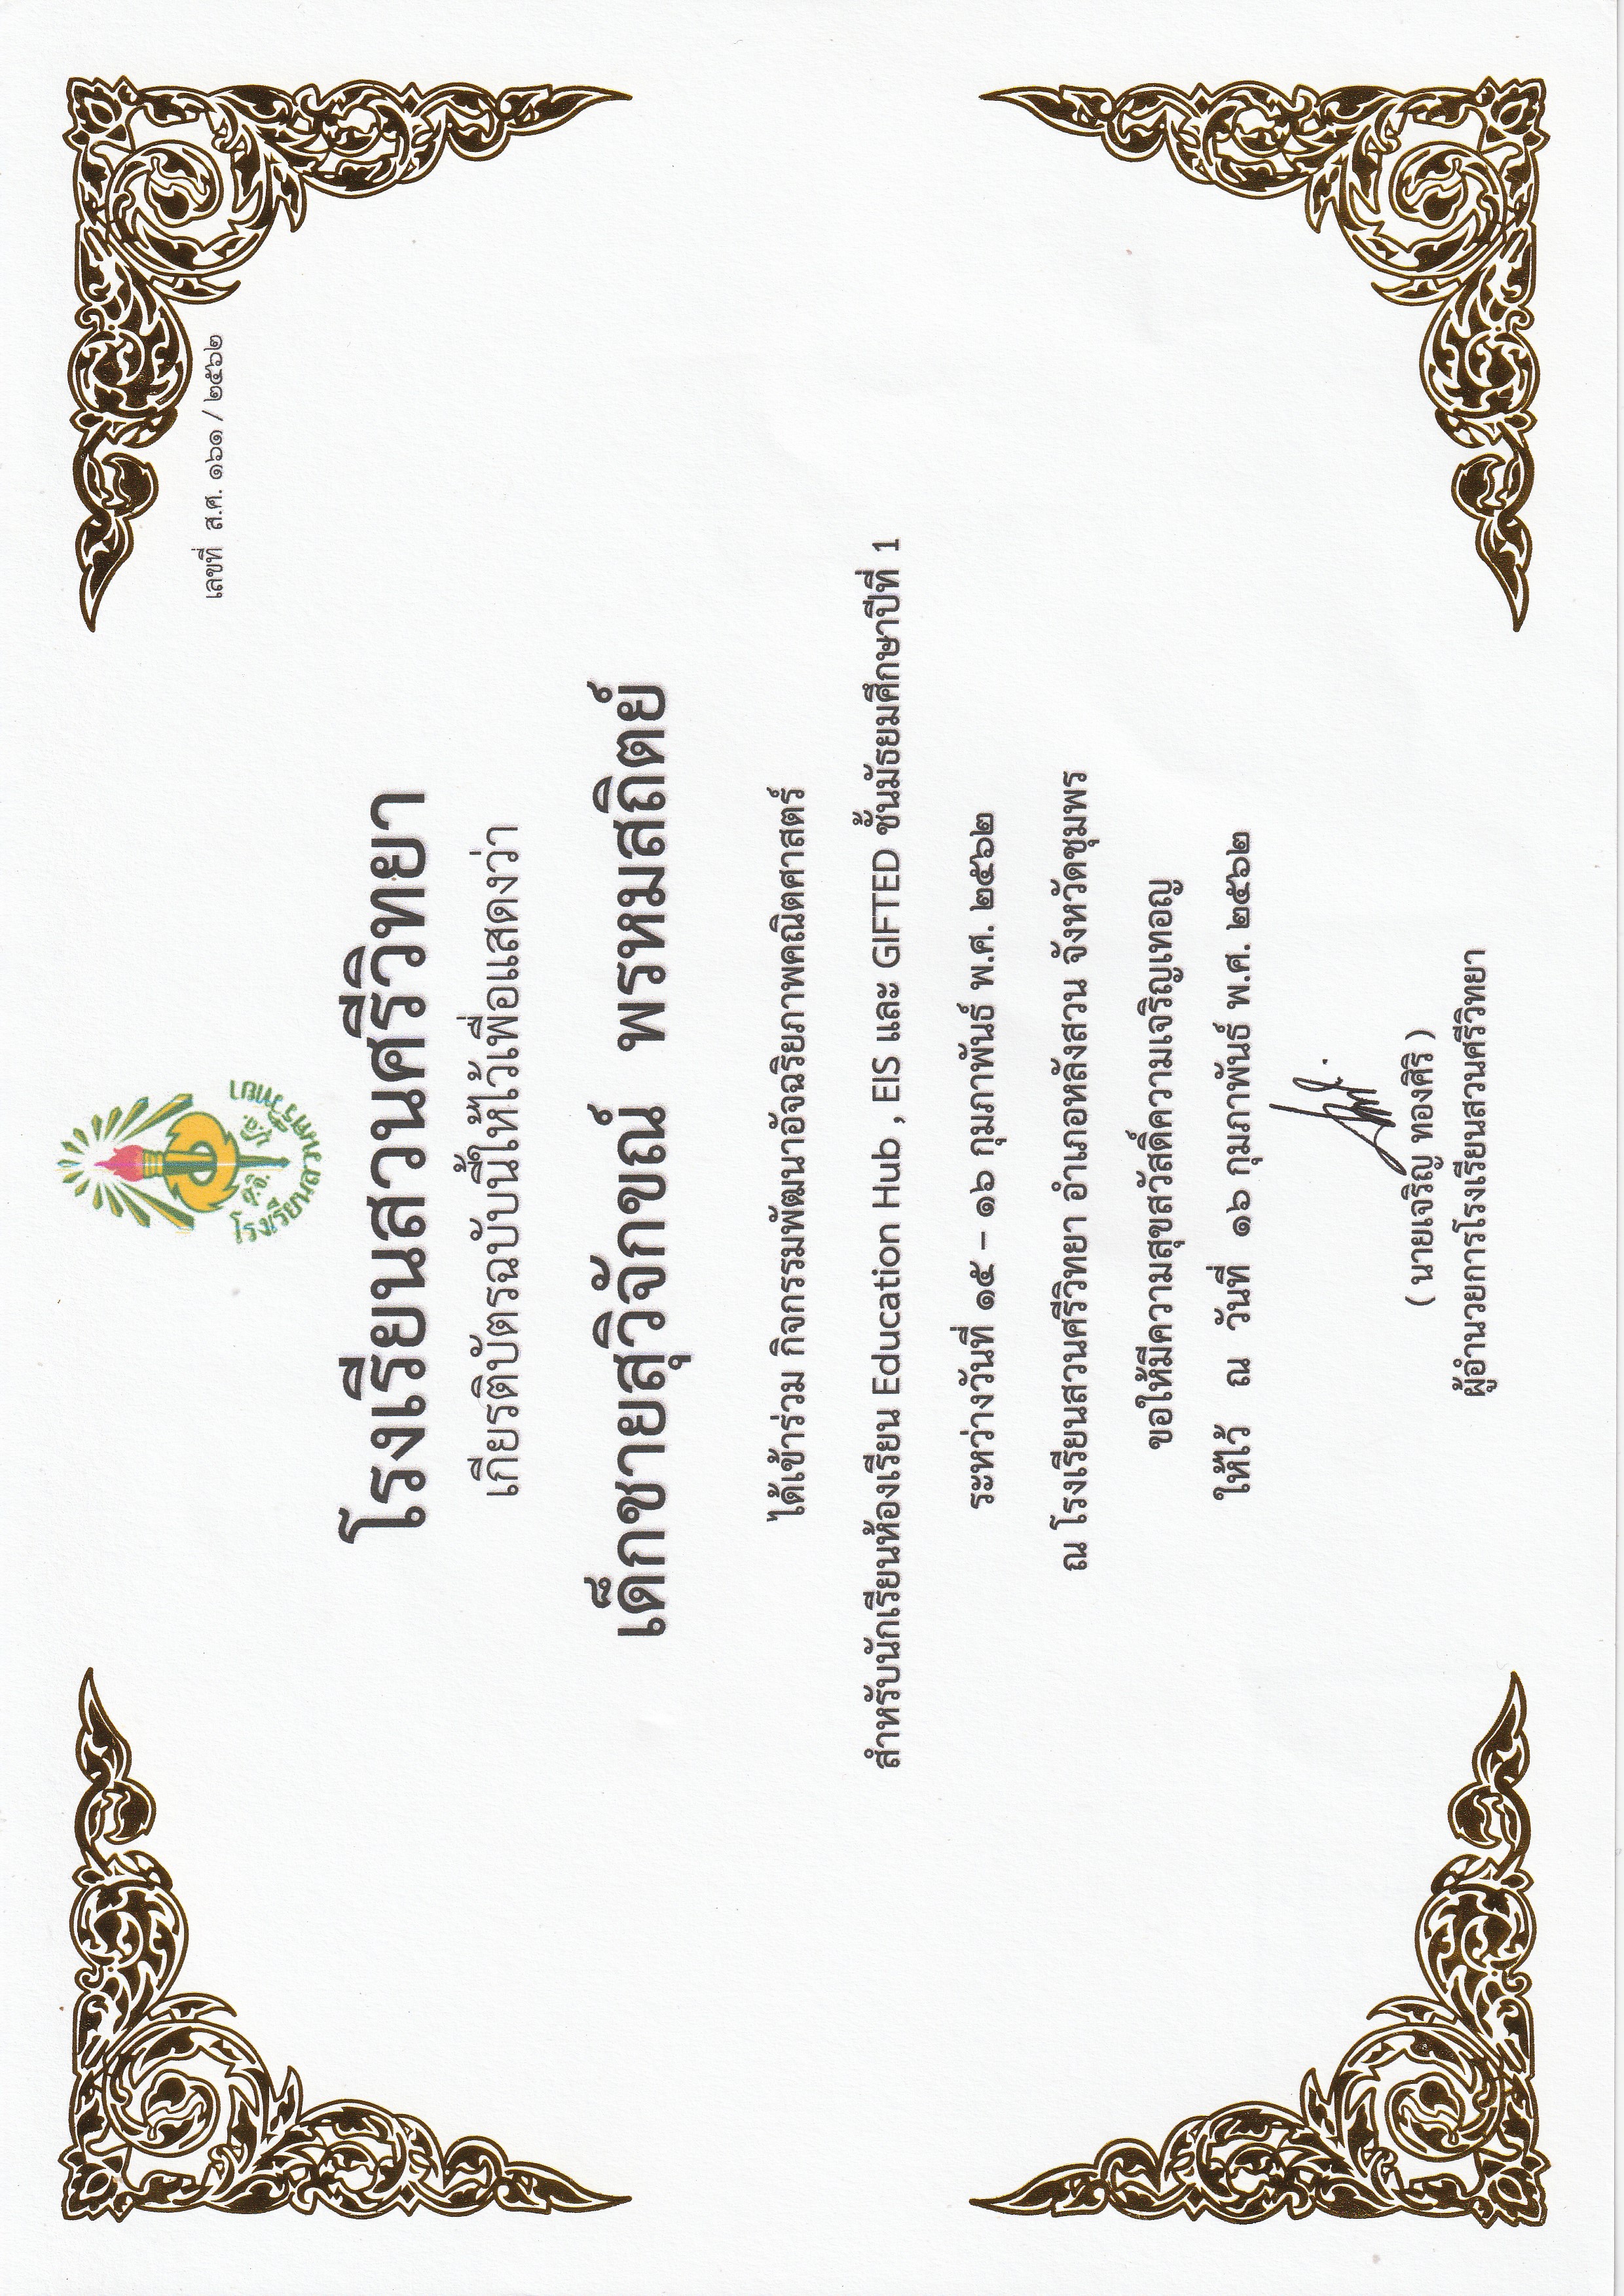 เลขที่ ส.ศ. ๑๖๑ / ๒๕๖๒
โรงเรียนสวนศรีวิทยา
โรงเรียนสวนศรีวิทยา
เกียรติบัตรฉบับนี้ให้ไว้เพื่อแสดงว่า
เด็กชายสุวิจักขณ์ พรหมสถิตย์
ได้เข้าร่วม กิจกรรมพัฒนาอัจฉริยภาพคณิตศาสตร์
สำหรับนักเรียนห้องเรียน Education Hub , EIS และ GIFTED ชั้นมัธยมศึกษาปีที่ 1
ระหว่างวันที่ ๑๕ – ๑๖ กุมภาพันธ์ พ.ศ. ๒๕๖๒
ณ โรงเรียนสวนศรีวิทยา อำเภอหลังสวน จังหวัดชุมพร
ขอให้มีความสุขสวัสดิ์ความเจริญเทอญ
ให้ไว้ ณ วันที่ ๑๖ กุมภาพันธ์ พ.ศ. ๒๕๖๒
( นายเจริญ ทองศิริ )
ผู้อำนวยการโรงเรียนสวนศรีวิทยา